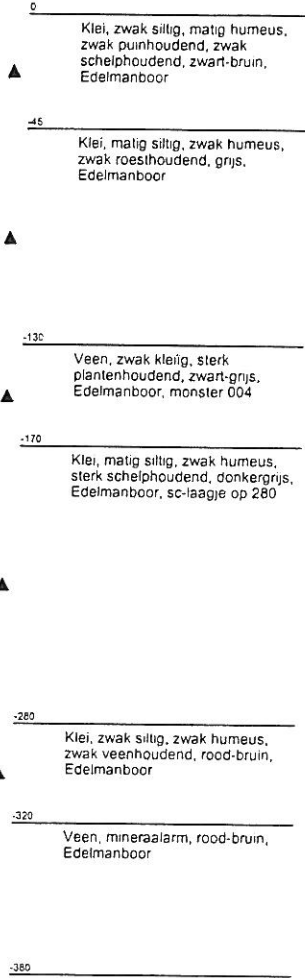 0
Klei, zwak siltig, matig humeus,
zwak puinhoudend, zwak
schelphoudend, zwart-bruin,
Edelmanboor
-45
Klei, matig siltig, zwak humeus,
zwak roesthoudend, grijs,
Edelmanboor
-130
Veen, zwak kleiïg, sterk
plantenhoudend, zwart-grijs,
Edelmanboor, monster 004
-170
Klei, matig siltig, zwak humeus,
sterk schelphoudend, donkergrijs,
Edelmanboor, sc-laagje op 280
-280
Klei, zwak siltig, zwak humeus,
zwak veenhoudend, rood-bruin,
Edelmanboor
-320
Veen, mineraalarm, rood-bruin,
Edelmanboor
-380